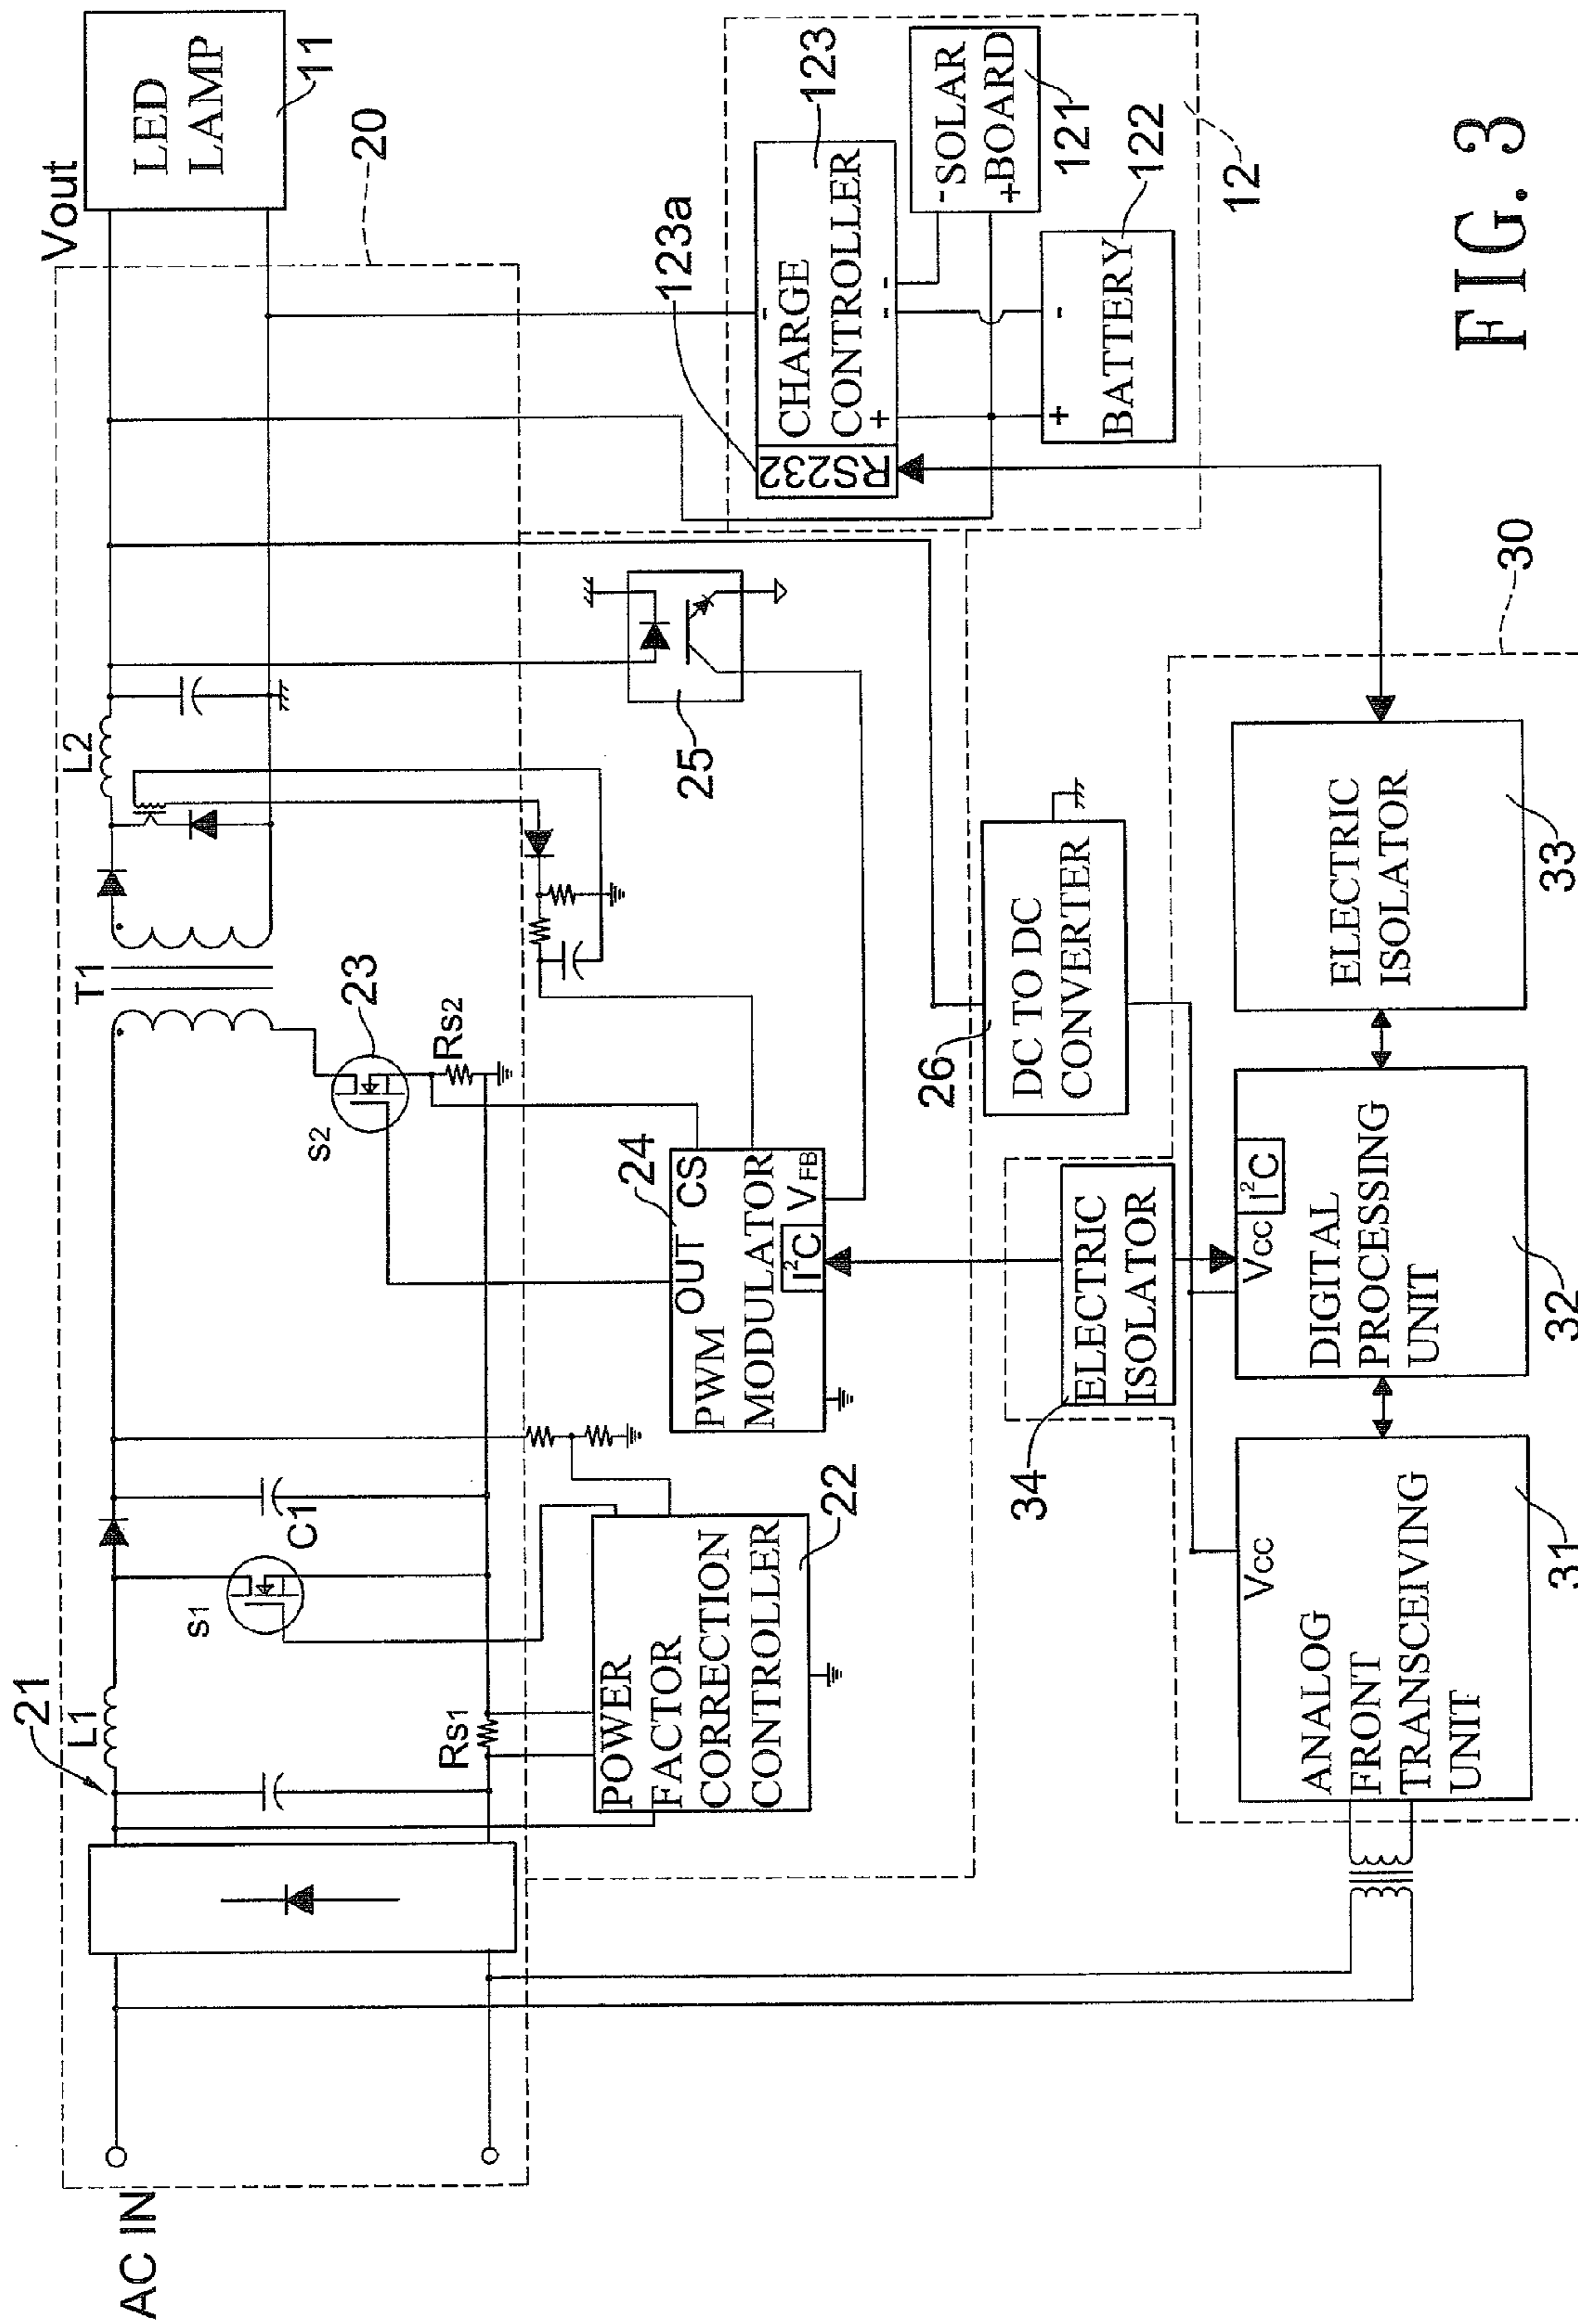 AC IN
21
L1
Rs1
S1
C1
POWER
FACTOR
CORRECTION
CONTROLLER
22
T1
S2
23
Rs2
L2
Vout
LED
LAMP
11
20
OUT CS
24
PWM
MODULATOR
I²C
VFB
25
123a
RS232
CHARGE
CONTROLLER
-
+ - -
123
- SOLAR
+ BOARD
121
+ -
BATTERY
122
12
26
DC TO DC
CONVERTER
34
ELECTRIC
ISOLATOR
30
Vcc
ANALOG
FRONT
TRANSCEIVING
UNIT
31
Vcc
I²C
DIGITAL
PROCESSING
UNIT
32
ELECTRIC
ISOLATOR
33
FIG. 3